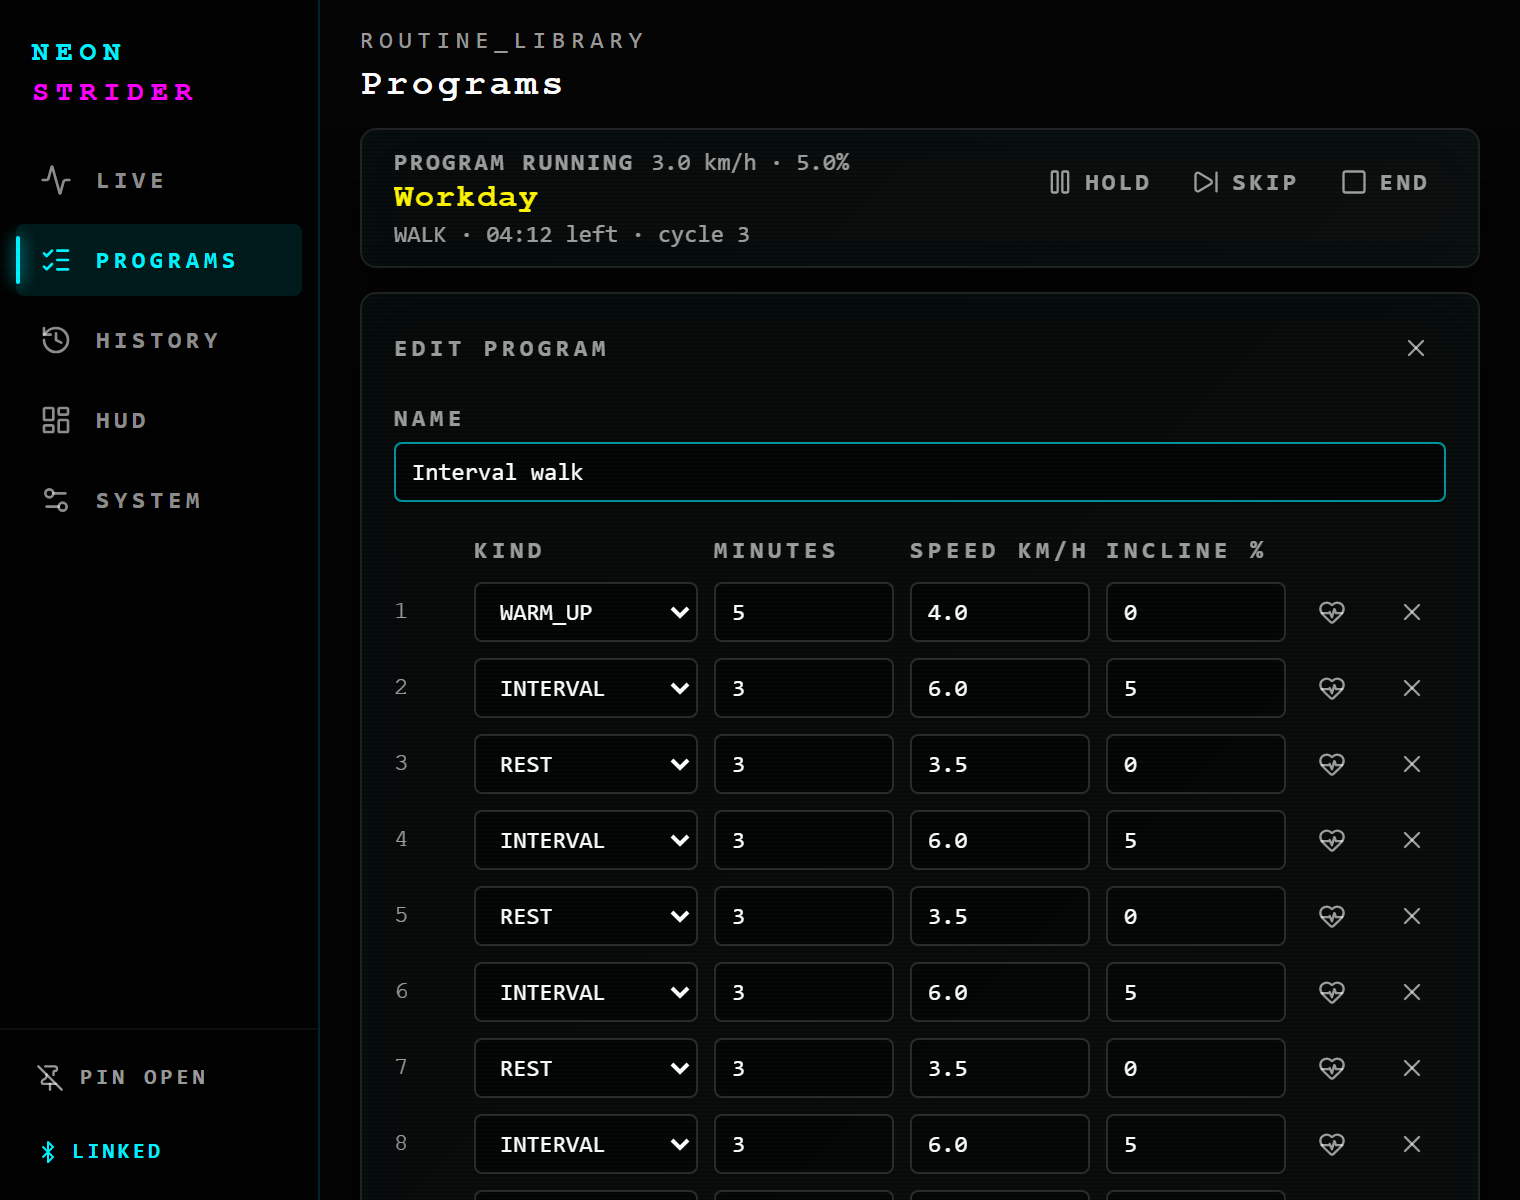 NEON
STRIDER
LIVE
PROGRAMS
HISTORY
HUD
SYSTEM
PIN OPEN
LINKED
ROUTINE_LIBRARY
Programs
PROGRAM RUNNING 3.0 km/h · 5.0%
Workday
WALK · 04:12 left · cycle 3
HOLD SKIP END
EDIT PROGRAM
NAME
Interval walk
KIND MINUTES SPEED KM/H INCLINE %
1 WARM_UP 5 4.0 0
2 INTERVAL 3 6.0 5
3 REST 3 3.5 0
4 INTERVAL 3 6.0 5
5 REST 3 3.5 0
6 INTERVAL 3 6.0 5
7 REST 3 3.5 0
8 INTERVAL 3 6.0 5